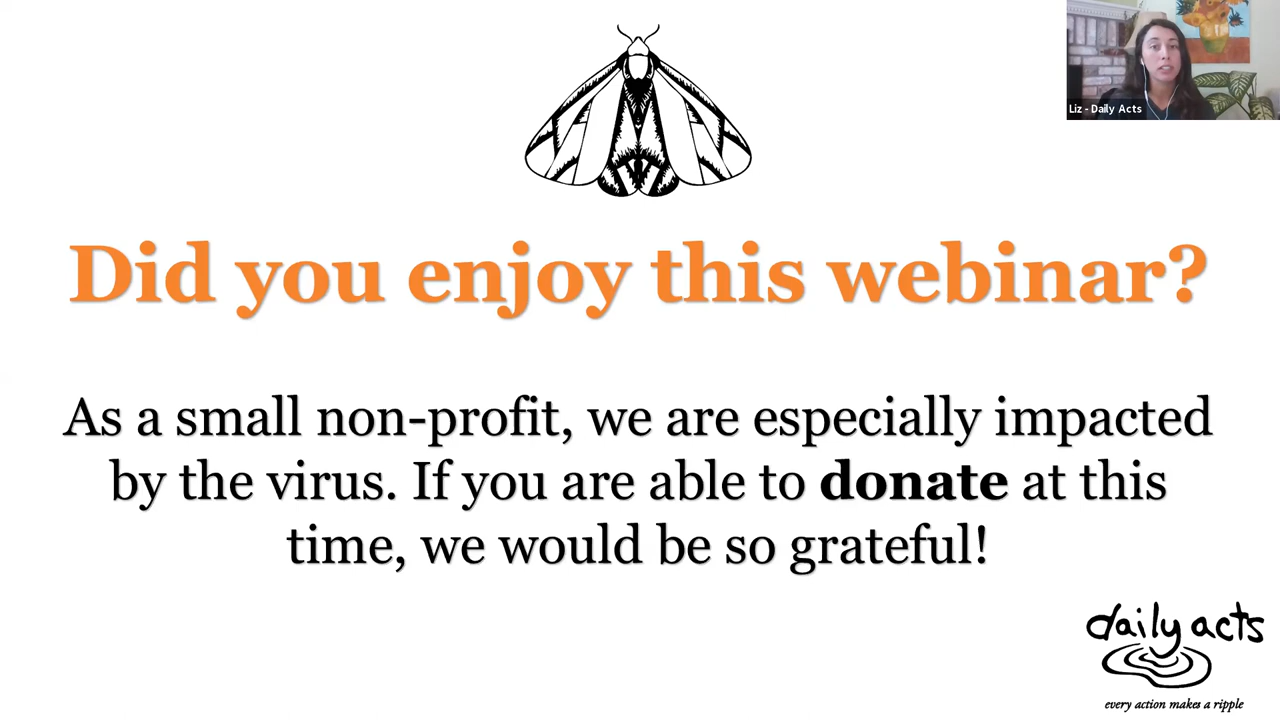 Liz - Daily Acts
Did you enjoy this webinar?
As a small non-profit, we are especially impacted
by the virus. If you are able to donate at this
time, we would be so grateful!
daily acts
every action makes a ripple